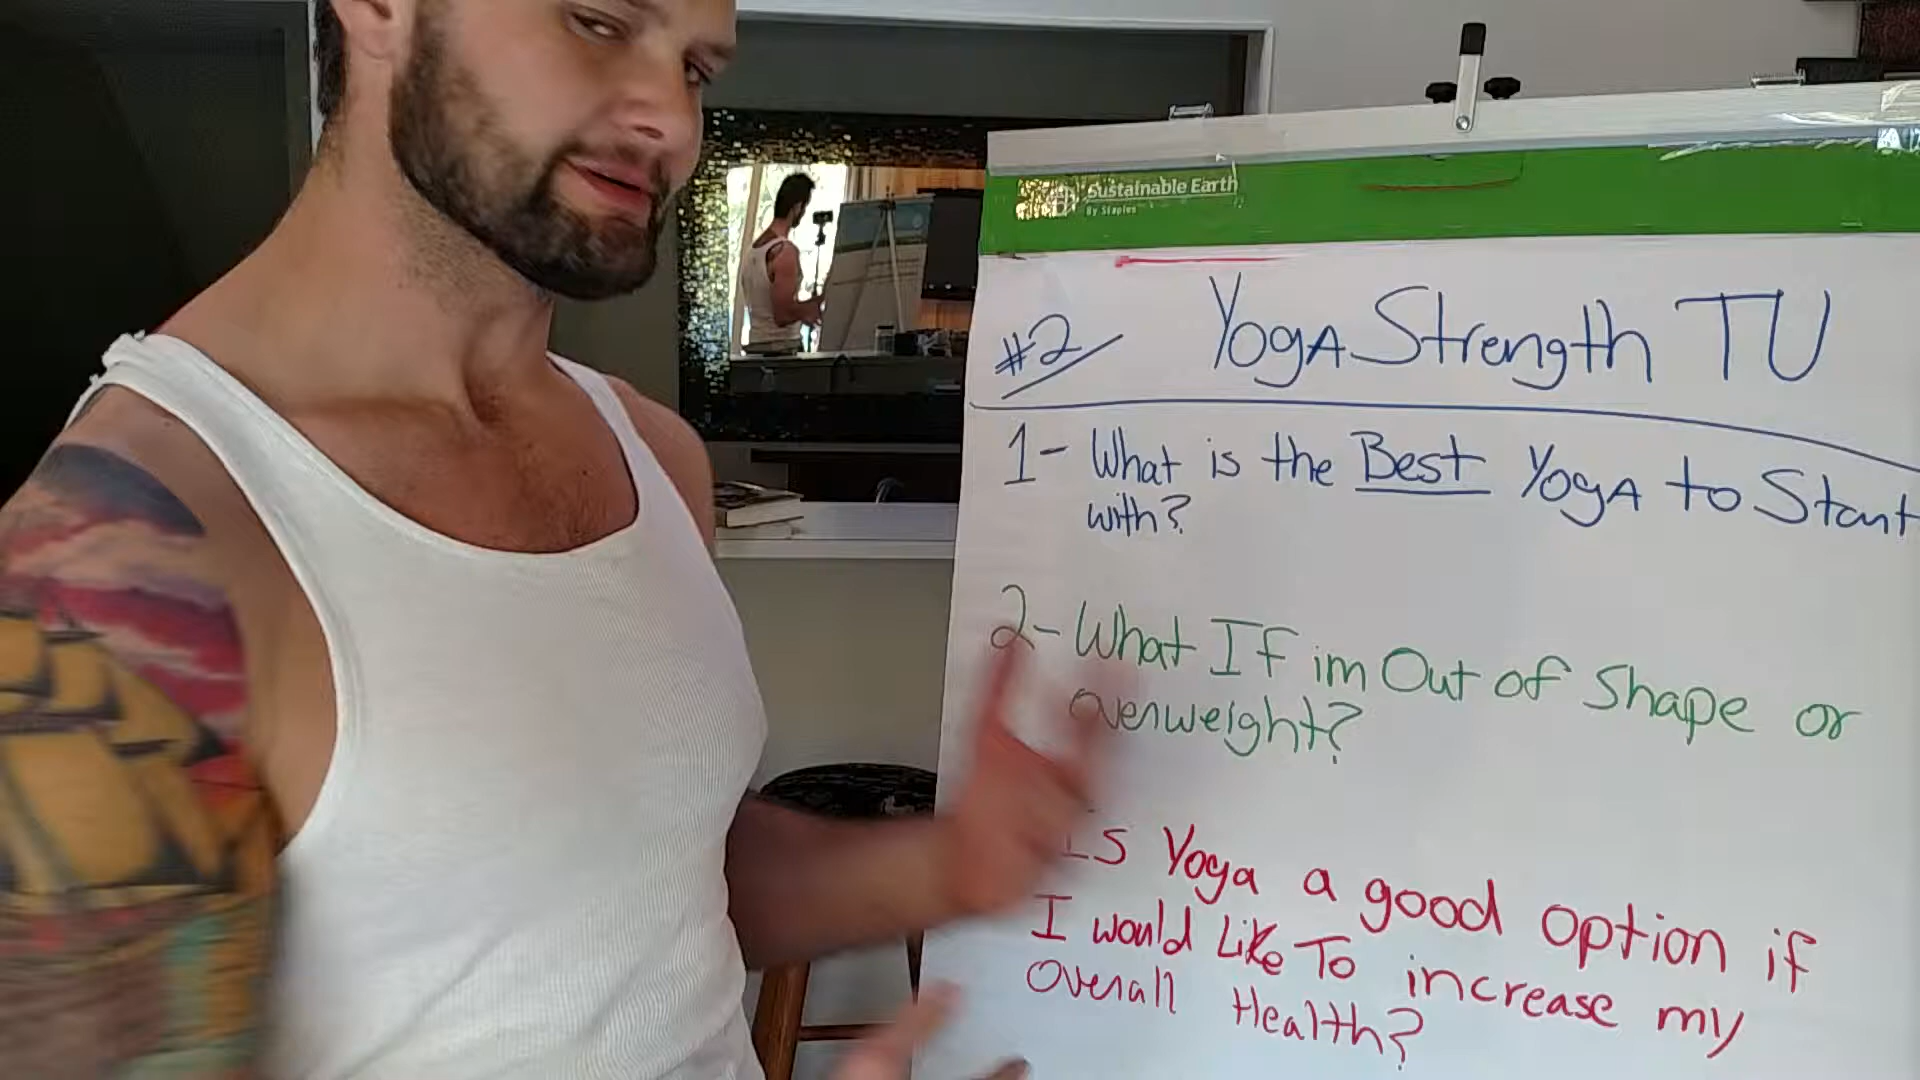 Sustainable Earth
By Staples
#2/ YogA Strength TU
1- What is the Best YogA to Start
with?
2- What If im Out of Shape or
overweight?
Is Yoga a good option if
I would Like To increase my
Overall Health?